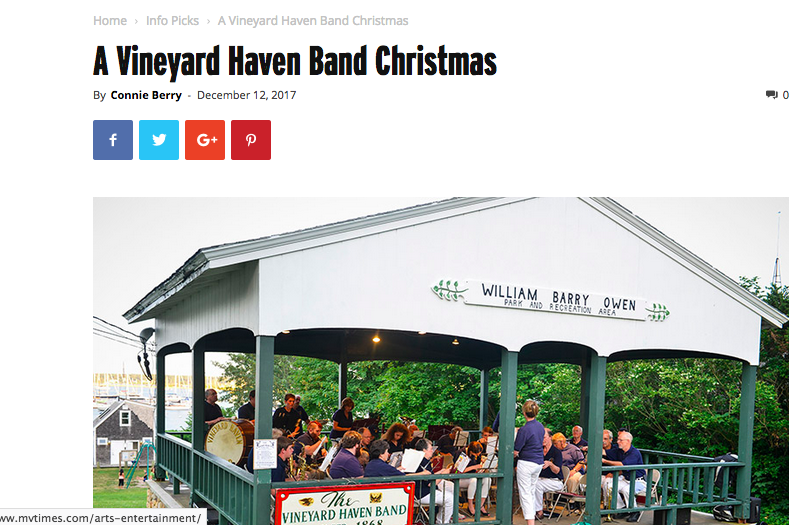 Home › Info Picks › A Vineyard Haven Band Christmas
A Vineyard Haven Band Christmas
By Connie Berry - December 12, 2017
0
f G+
WILLIAM BARRY OWEN
PARK AND RECREATION AREA
VINEYARD
The
VINEYARD HAVEN BAND
1868
www.mvtimes.com/arts-entertainment/